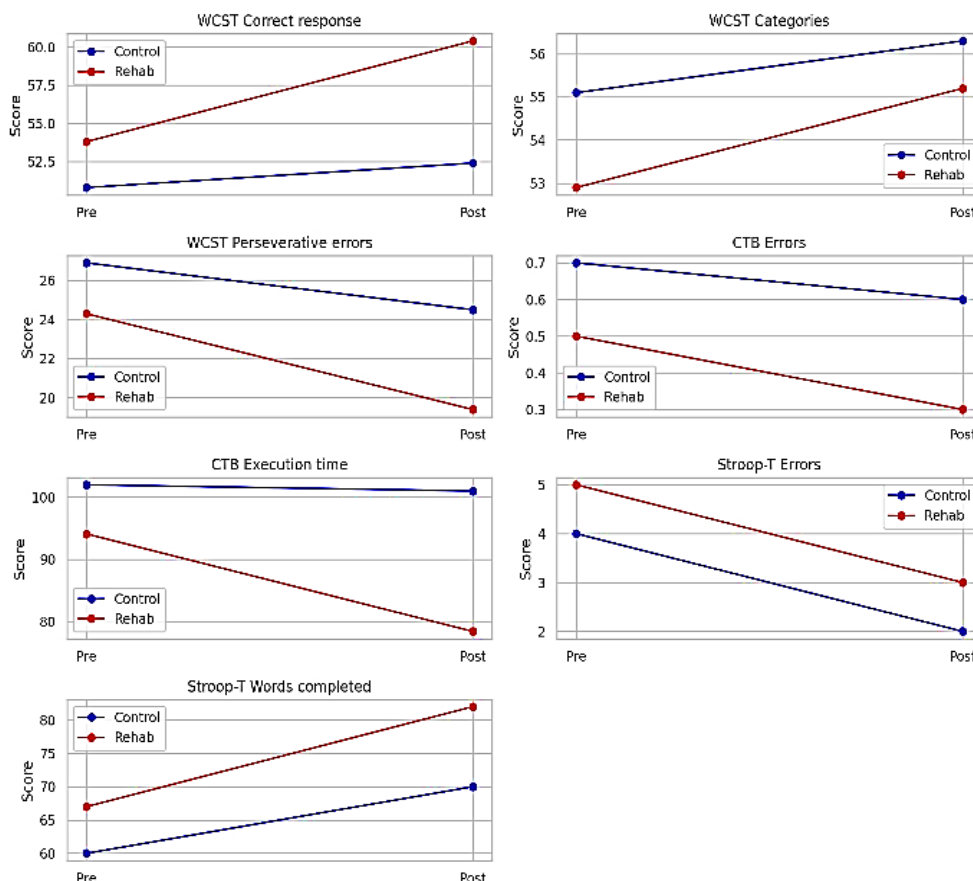 WCST Correct response
60.0
57.5
55.0
52.5
Score
Control
Rehab
Pre
Post
WCST Categories
56
55
54
53
Score
Control
Rehab
Pre
Post
WCST Perseverative errors
26
24
22
20
Score
Control
Rehab
Pre
Post
CTB Errors
0.7
0.6
0.5
0.4
0.3
Score
Control
Rehab
Pre
Post
CTB Execution time
100
90
80
Score
Control
Rehab
Pre
Post
Stroop-T Errors
5
4
3
2
Score
Control
Rehab
Pre
Post
Stroop-T Words completed
80
75
70
65
60
Score
Control
Rehab
Pre
Post